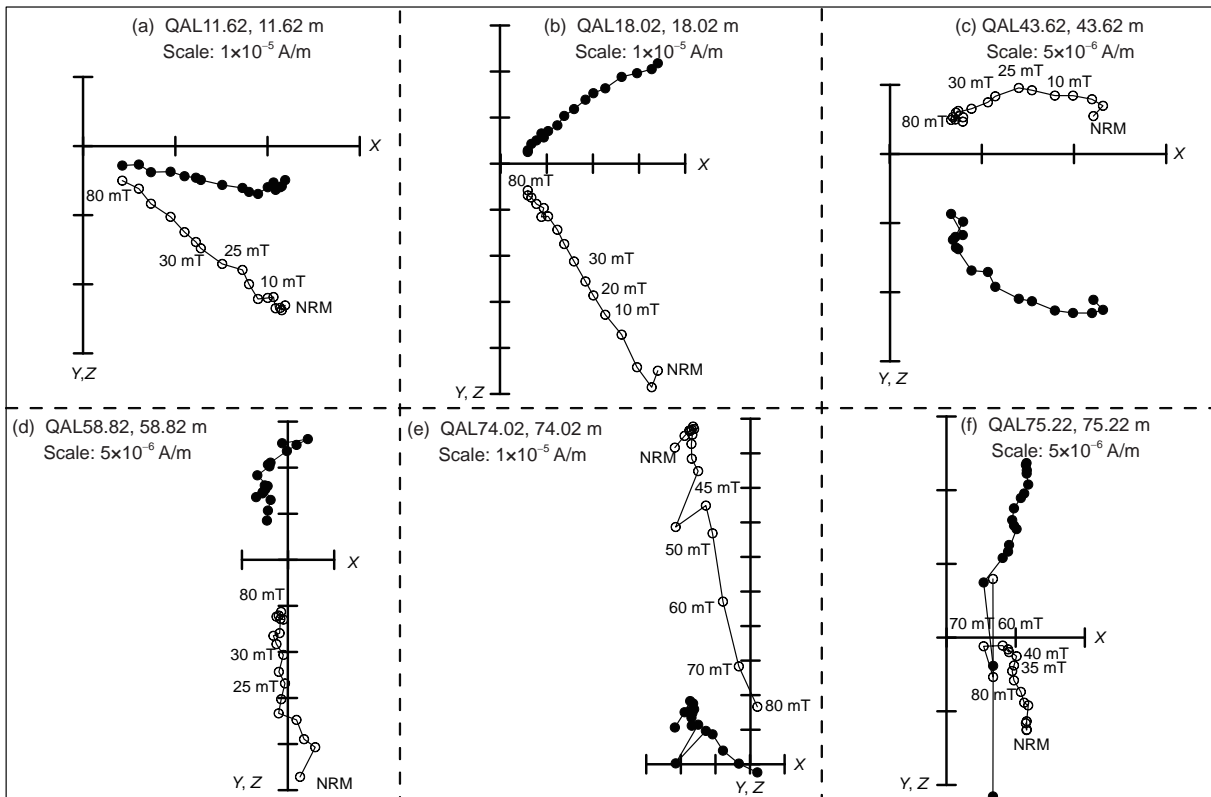 (a) QAL11.62, 11.62 m
Scale: 1×10⁻⁵ A/m
X
80 mT
30 mT
25 mT
10 mT
NRM
Y, Z
(b) QAL18.02, 18.02 m
Scale: 1×10⁻⁵ A/m
X
80 mT
30 mT
20 mT
10 mT
NRM
Y, Z
(c) QAL43.62, 43.62 m
Scale: 5×10⁻⁶ A/m
25 mT
30 mT
10 mT
80 mT
NRM
X
Y, Z
(d) QAL58.82, 58.82 m
Scale: 5×10⁻⁶ A/m
X
80 mT
30 mT
25 mT
Y, Z
NRM
(e) QAL74.02, 74.02 m
Scale: 1×10⁻⁵ A/m
NRM
45 mT
50 mT
60 mT
70 mT
80 mT
X
Y, Z
(f) QAL75.22, 75.22 m
Scale: 5×10⁻⁶ A/m
70 mT
60 mT
X
40 mT
35 mT
80 mT
NRM
Y, Z